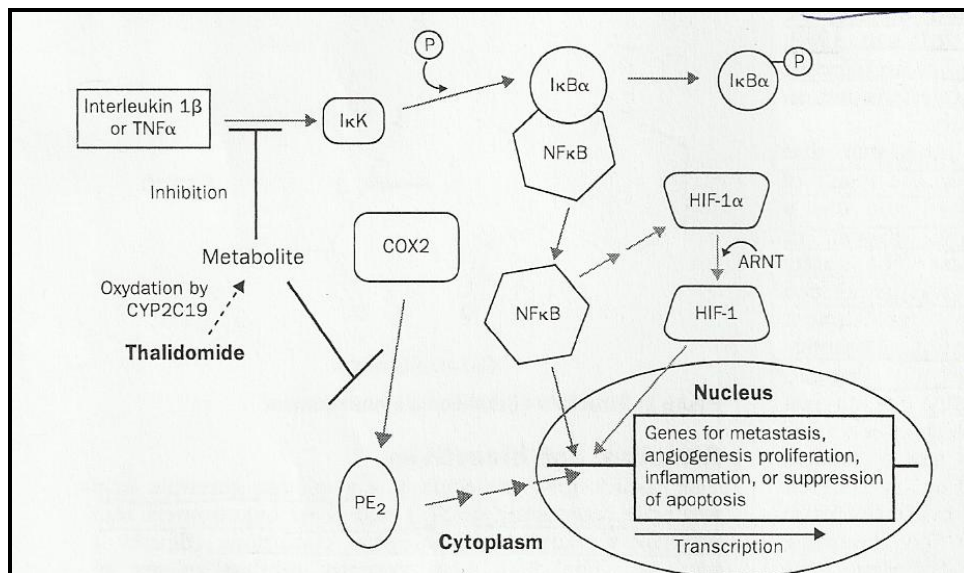 P
Interleukin 1β
or TNFα
IκK
IκBα
NFκB
IκBα
P
Inhibition
COX2
HIF-1α
ARNT
Metabolite
Oxydation by
CYP2C19
Thalidomide
NFκB
HIF-1
Nucleus
Genes for metastasis,
angiogenesis proliferation,
inflammation, or suppression
of apoptosis
PE₂
Cytoplasm
Transcription